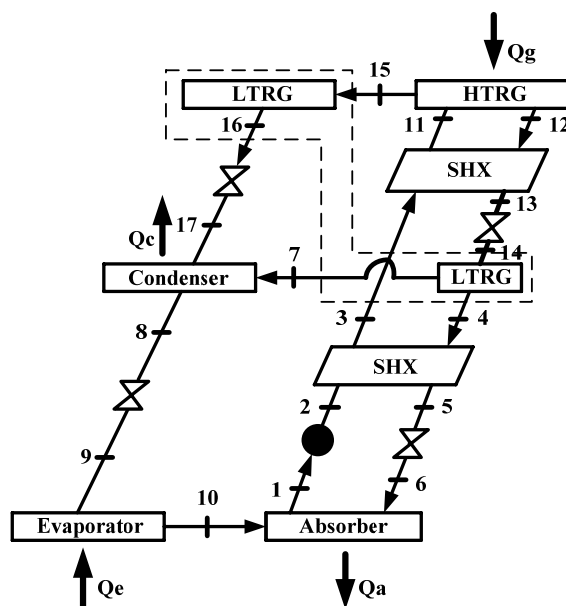 Qg
15
LTRG
HTRG
16
11
12
SHX
13
17
Qc
7
14
Condenser
LTRG
8
3
4
SHX
2
5
9
10
1
6
Evaporator
Absorber
Qe
Qa